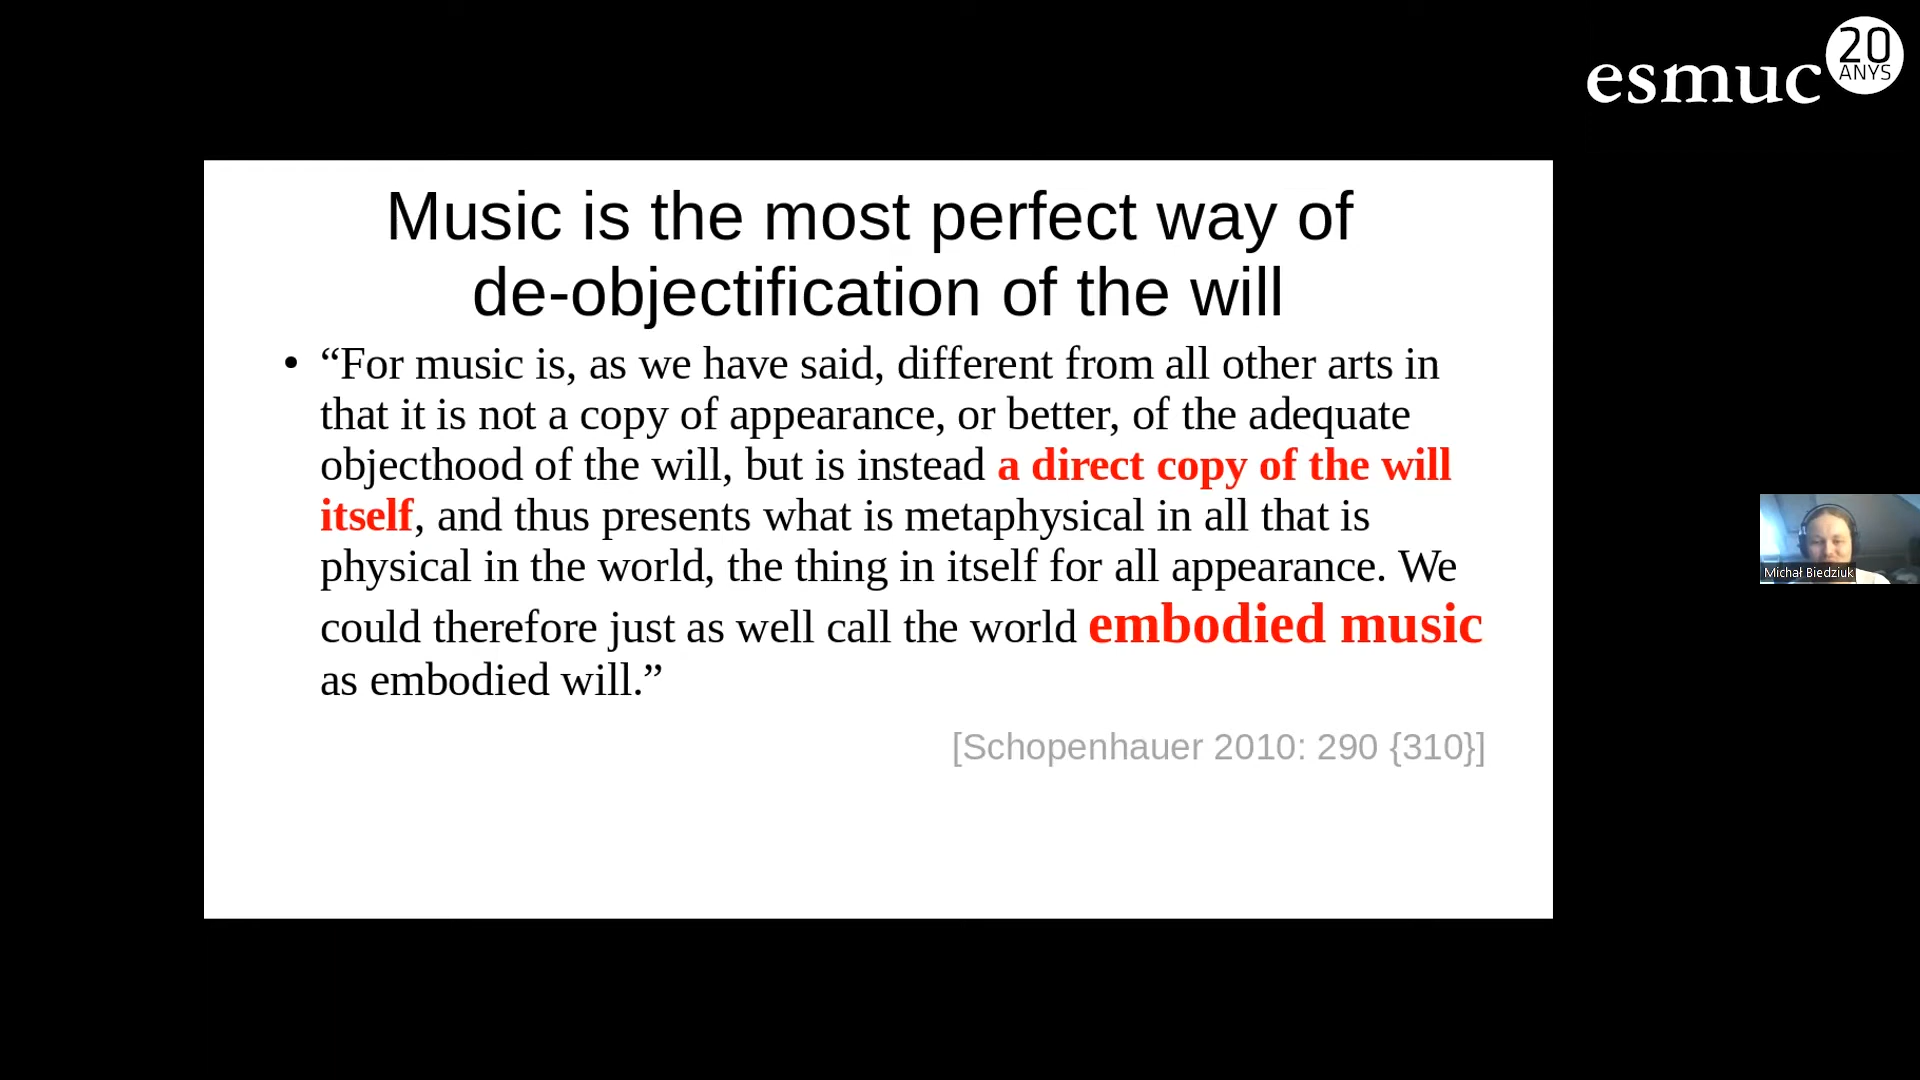 esmuc
20
ANYS
Music is the most perfect way of
de-objectification of the will
• “For music is, as we have said, different from all other arts in
that it is not a copy of appearance, or better, of the adequate
objecthood of the will, but is instead a direct copy of the will
itself, and thus presents what is metaphysical in all that is
physical in the world, the thing in itself for all appearance. We
could therefore just as well call the world embodied music
as embodied will.”
[Schopenhauer 2010: 290 {310}]
Michał Biedziuk